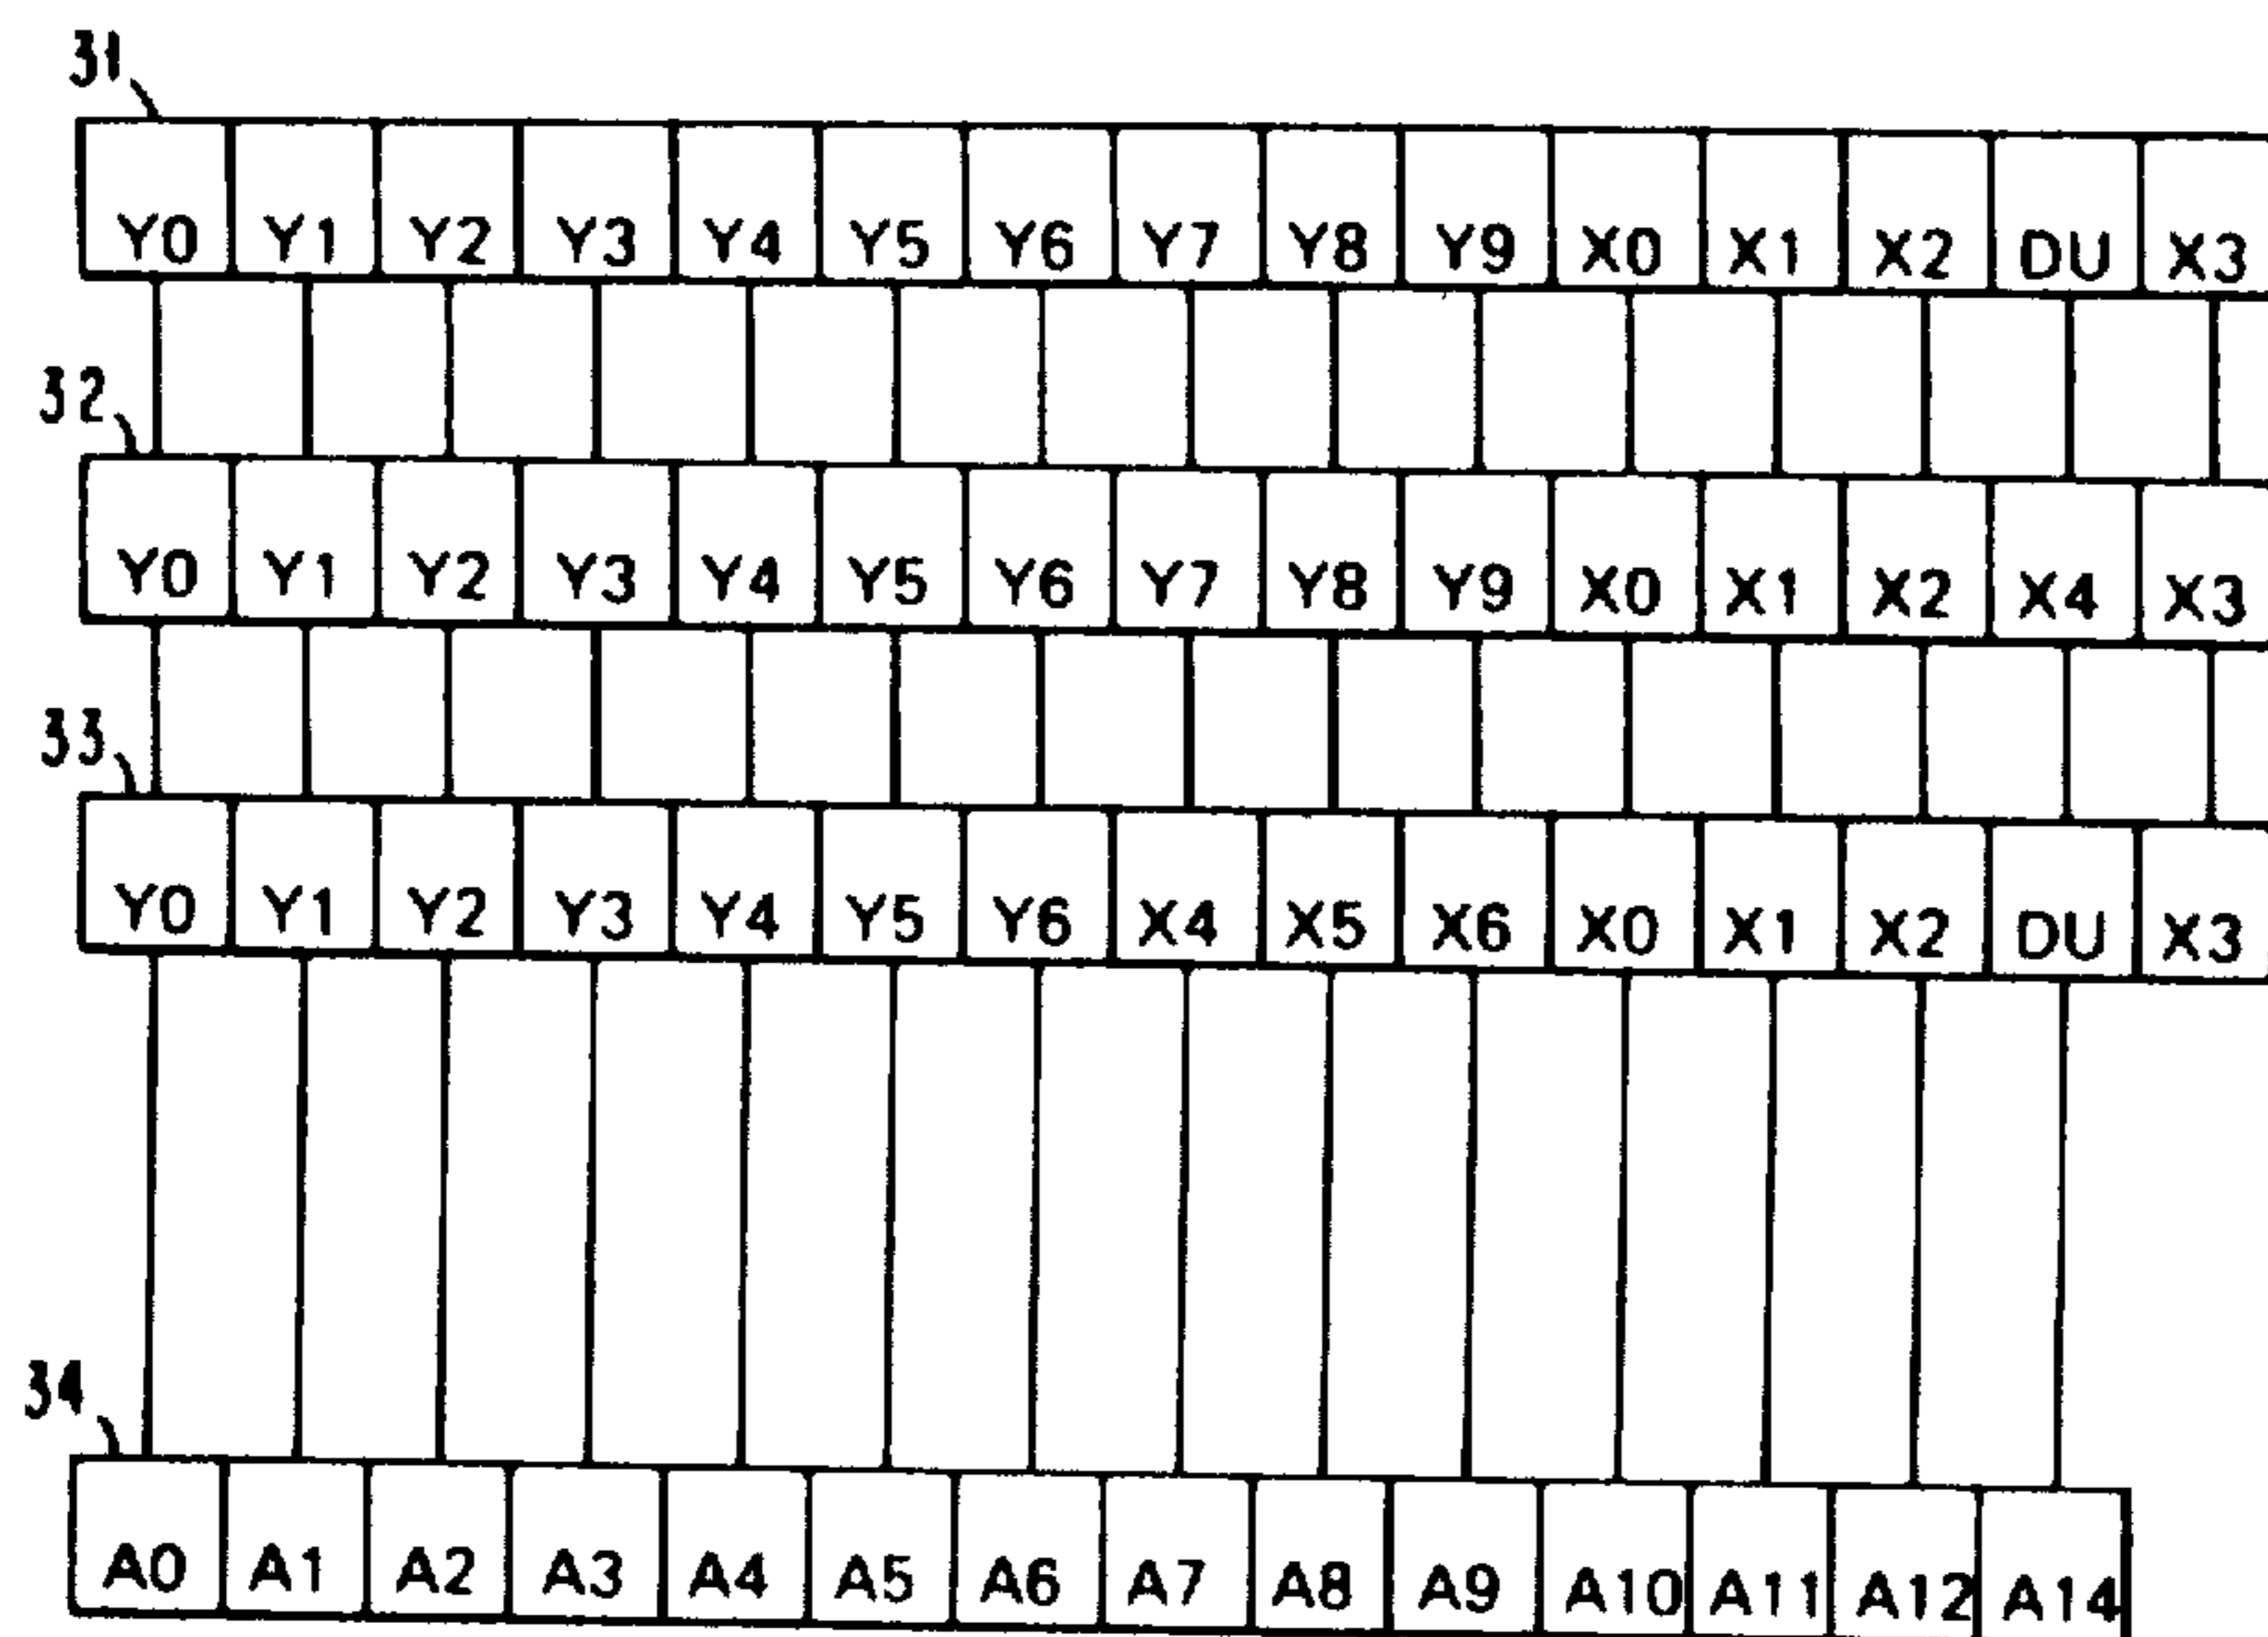 31
Y0 Y1 Y2 Y3 Y4 Y5 Y6 Y7 Y8 Y9 X0 X1 X2 DU X3
32
Y0 Y1 Y2 Y3 Y4 Y5 Y6 Y7 Y8 Y9 X0 X1 X2 X4 X3
33
Y0 Y1 Y2 Y3 Y4 Y5 Y6 X4 X5 X6 X0 X1 X2 DU X3
34
A0 A1 A2 A3 A4 A5 A6 A7 A8 A9 A10 A11 A12 A14